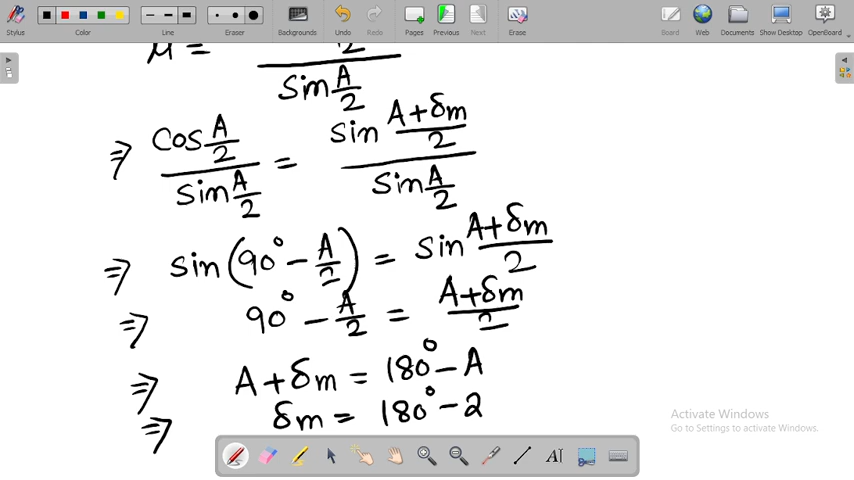 Stylus Color Line Eraser Backgrounds Undo Redo Pages Previous Next Erase Board Web Documents Show Desktop OpenBoard
μ = 2 / sin A/2
⇒ cos A/2 / sin A/2 = sin (A+δm)/2 / sin A/2
⇒ sin(90° − A/2) = sin (A+δm)/2
⇒ 90° − A/2 = (A+δm)/2
⇒ A+δm = 180° − A
⇒ δm = 180° − 2
Activate Windows
Go to Settings to activate Windows.